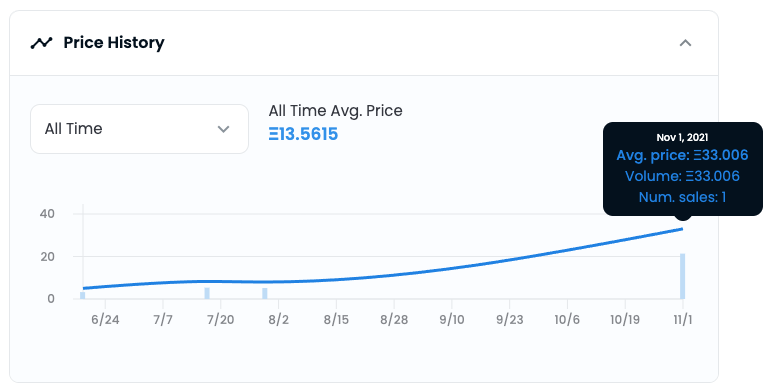 Price History
All Time
All Time Avg. Price
Ξ13.5615
Nov 1, 2021
Avg. price: Ξ33.006
Volume: Ξ33.006
Num. sales: 1
40
20
0
6/24 7/7 7/20 8/2 8/15 8/28 9/10 9/23 10/6 10/19 11/1